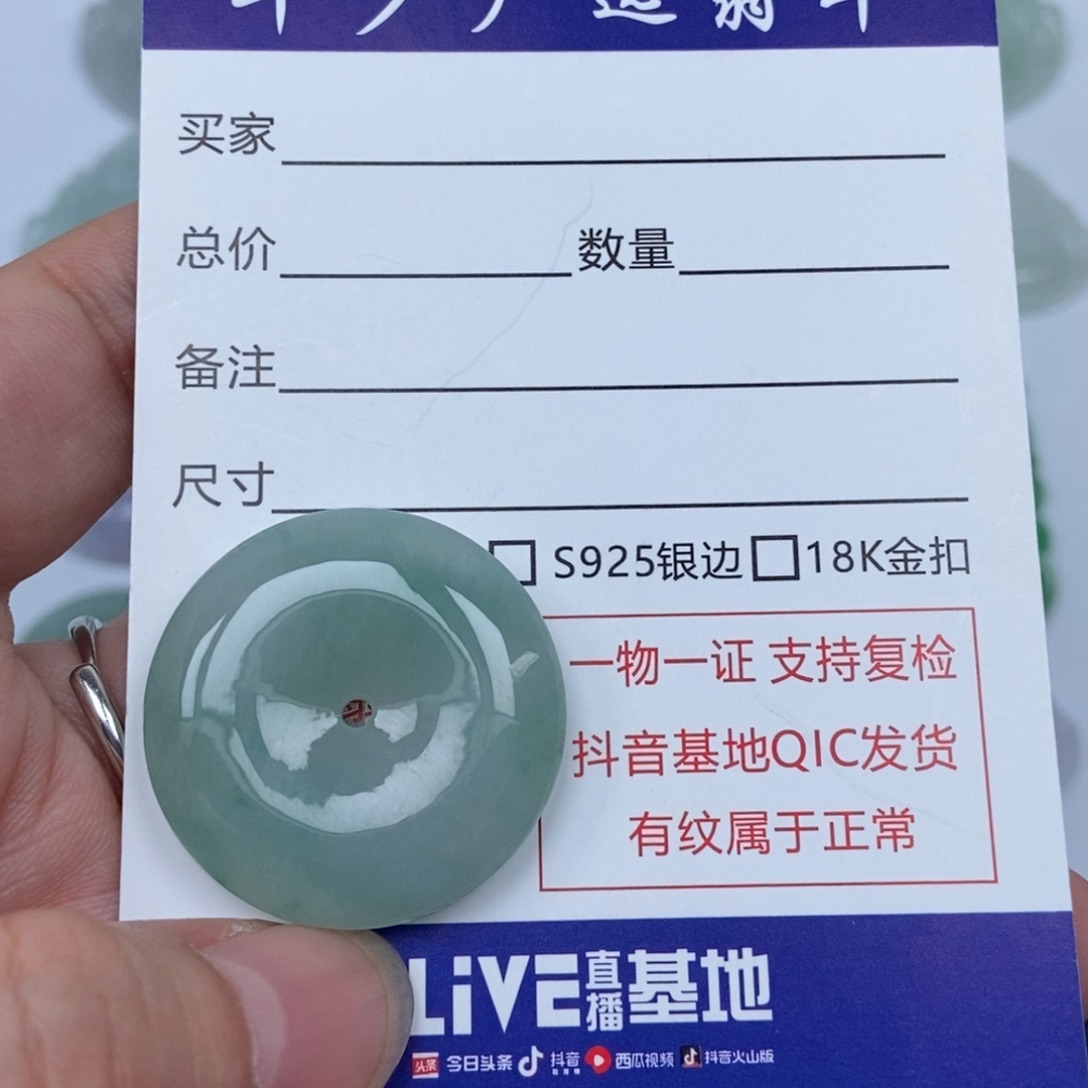 买家
总价 数量
备注
尺寸
S925银边 18K金扣
一物一证 支持复检
抖音基地QIC发货
有纹属于正常
LiVE直播基地
头条 今日头条 抖音 西瓜视频 抖音火山版